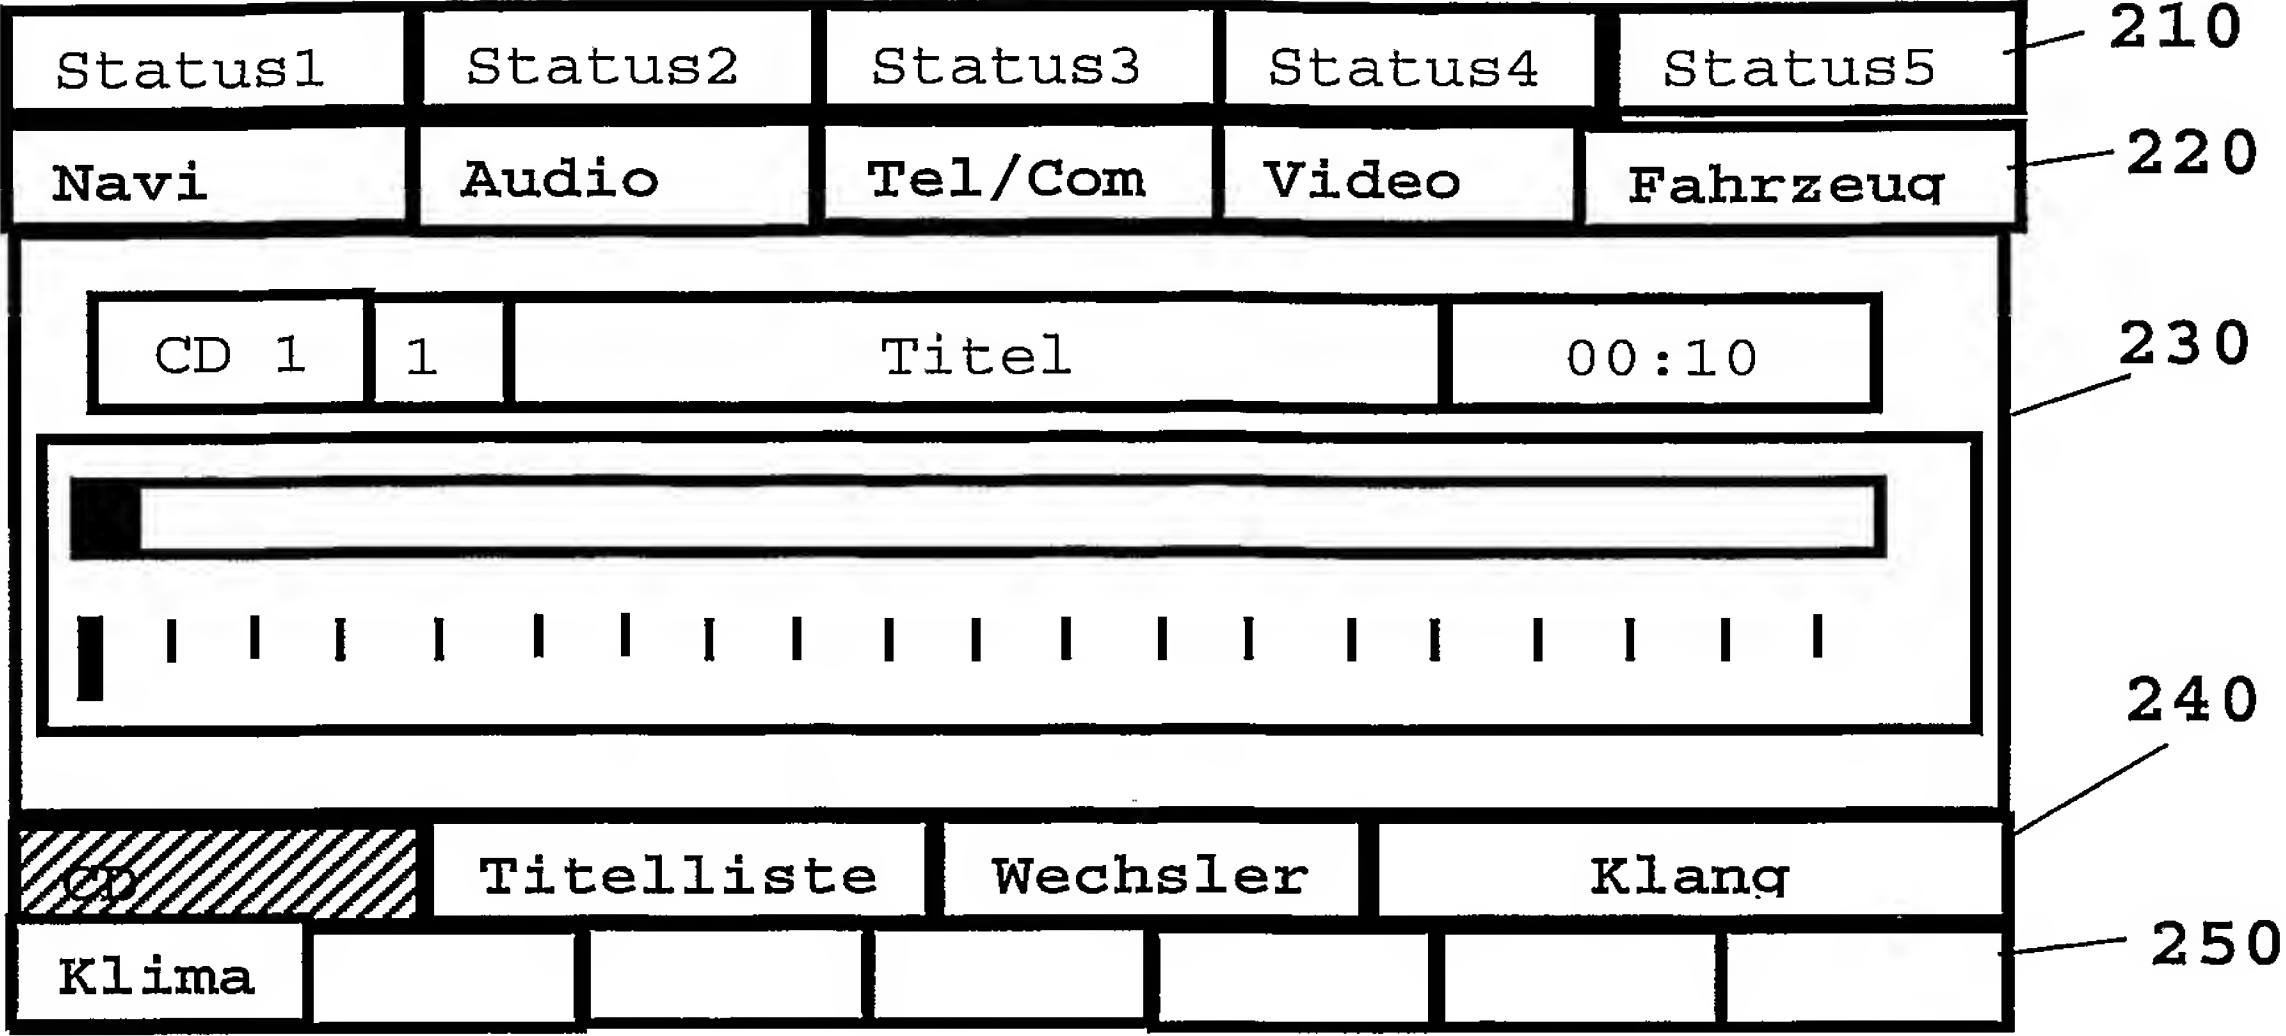 Status1 Status2 Status3 Status4 Status5 210
Navi Audio Tel/Com Video Fahrzeug 220
CD 1 1 Titel 00:10 230
240
CD Titelliste Wechsler Klang
Klima 250